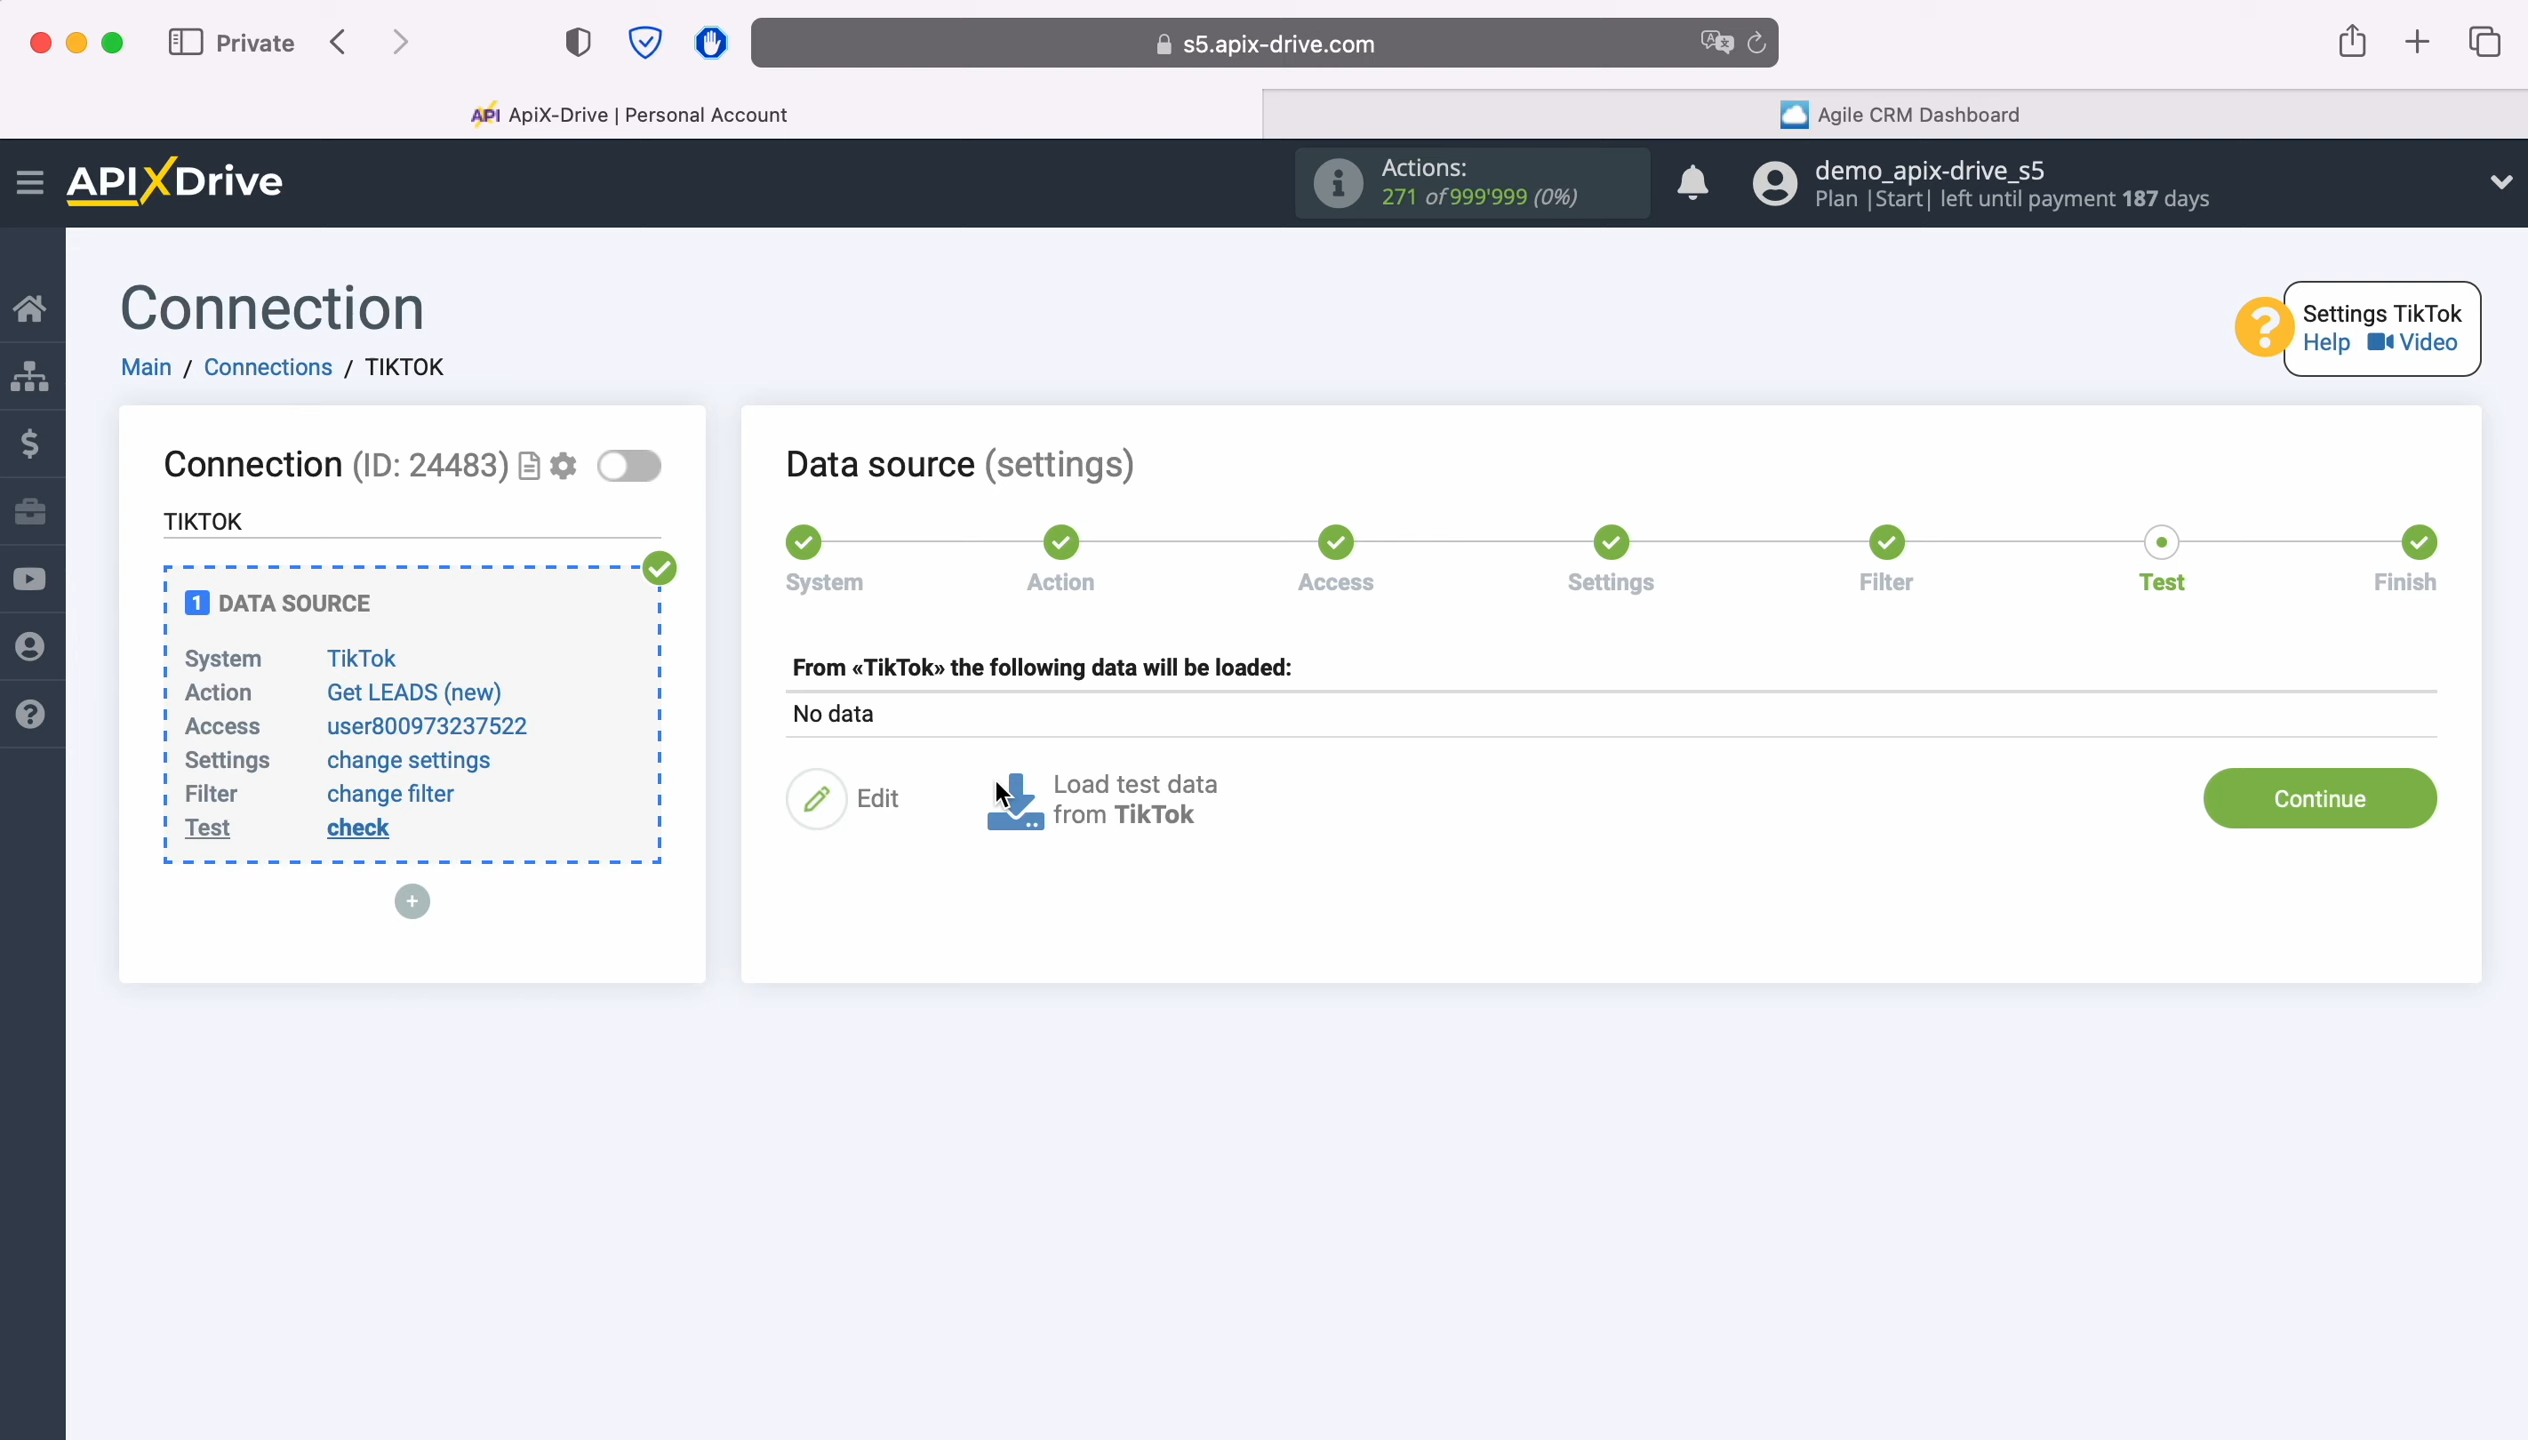 Private
s5.apix-drive.com
API ApiX-Drive | Personal Account
Agile CRM Dashboard
APIXDrive
Actions:
271 of 999'999 (0%)
demo_apix-drive_s5
Plan |Start| left until payment 187 days
Connection
Main / Connections / TIKTOK
Settings TikTok
Help Video
Connection (ID: 24483)
TIKTOK
1 DATA SOURCE
System TikTok
Action Get LEADS (new)
Access user800973237522
Settings change settings
Filter change filter
Test check
+
Data source (settings)
System Action Access Settings Filter Test Finish
From «TikTok» the following data will be loaded:
No data
Edit
Load test data
from TikTok
Continue